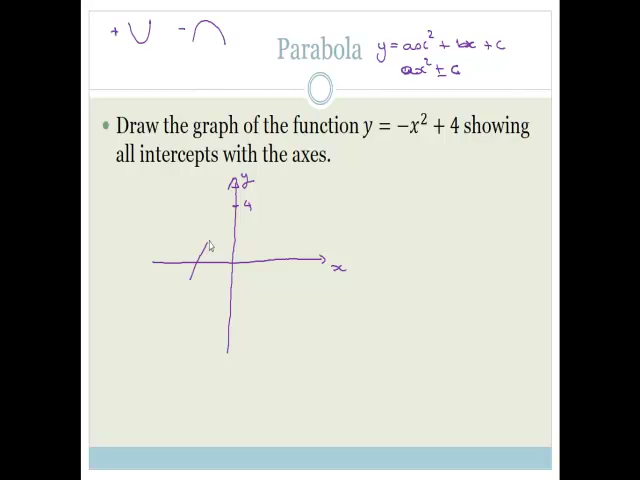 + -
Parabola
y = ax² + bx + c
ax² ± c
• Draw the graph of the function y = −x² + 4 showing
all intercepts with the axes.
y
4
x